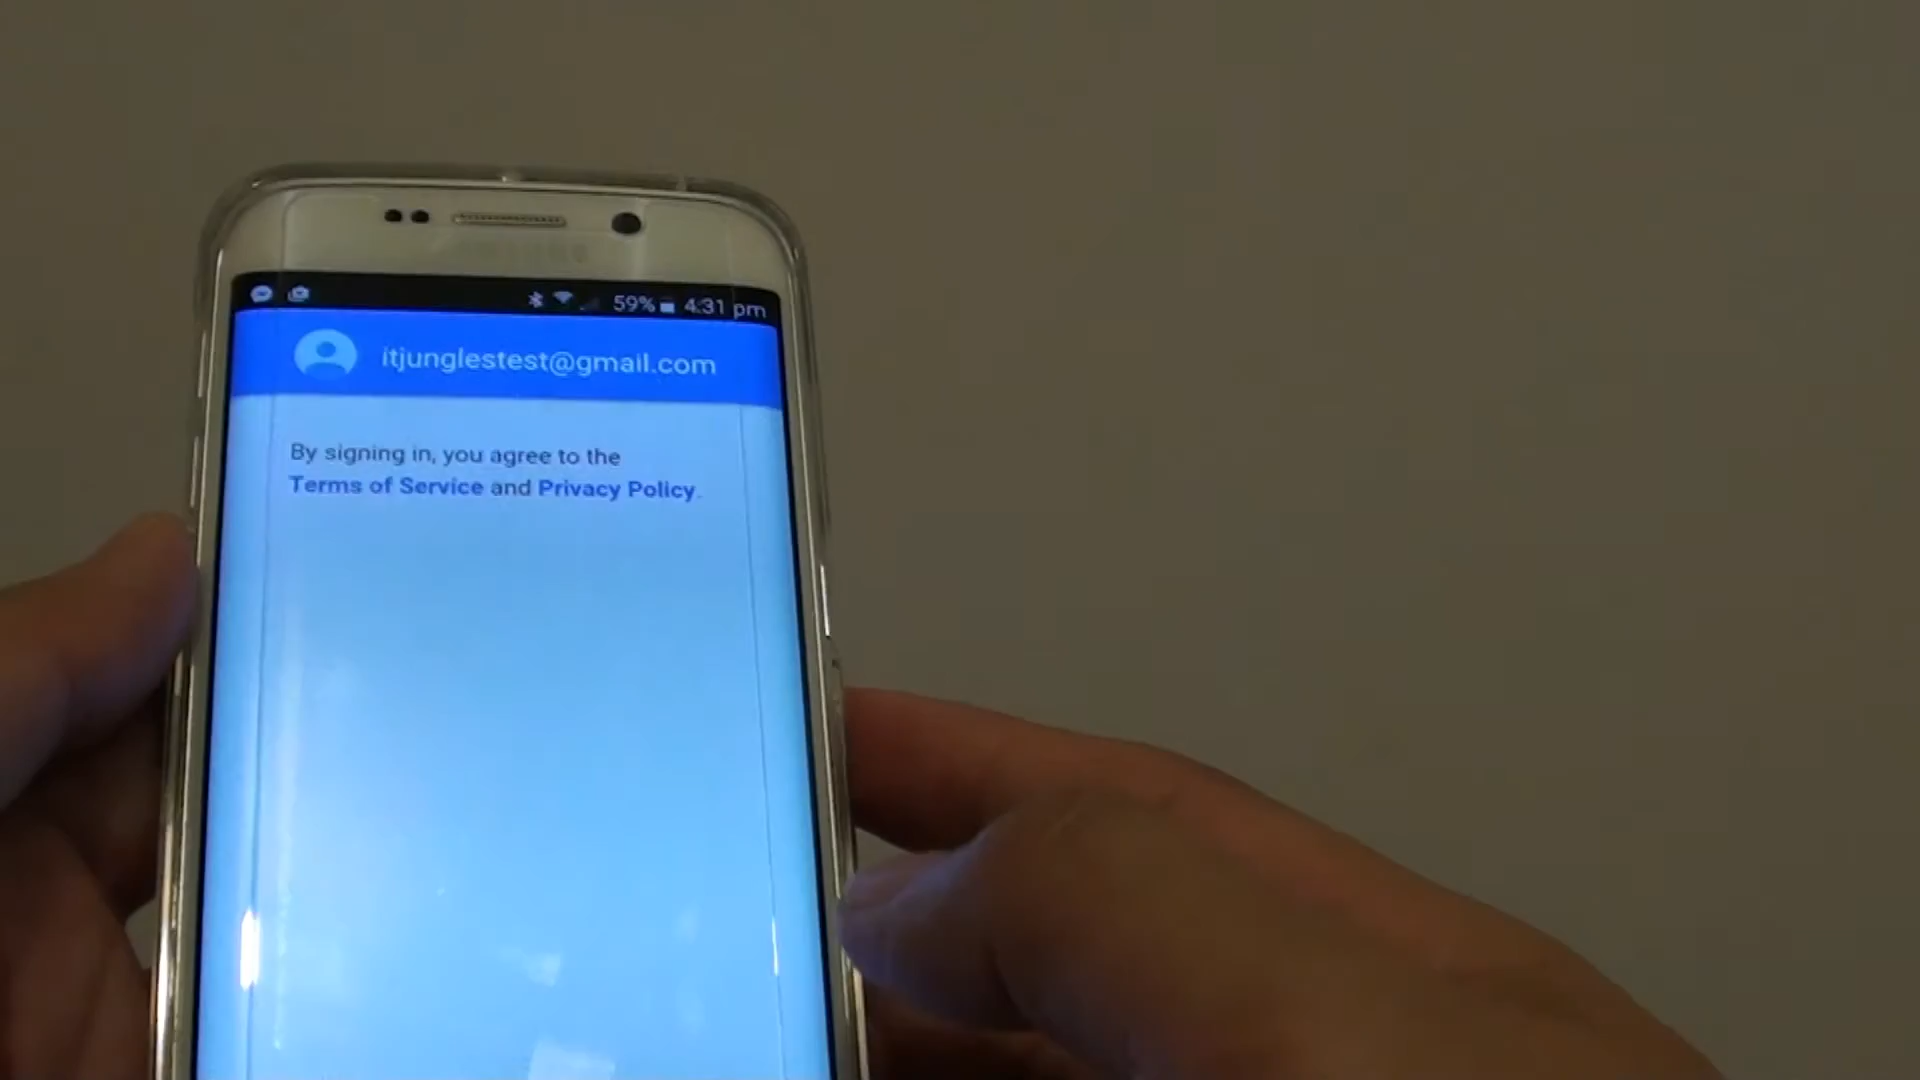 59% 4:31 pm
itjunglestest@gmail.com
By signing in, you agree to the
Terms of Service and Privacy Policy.